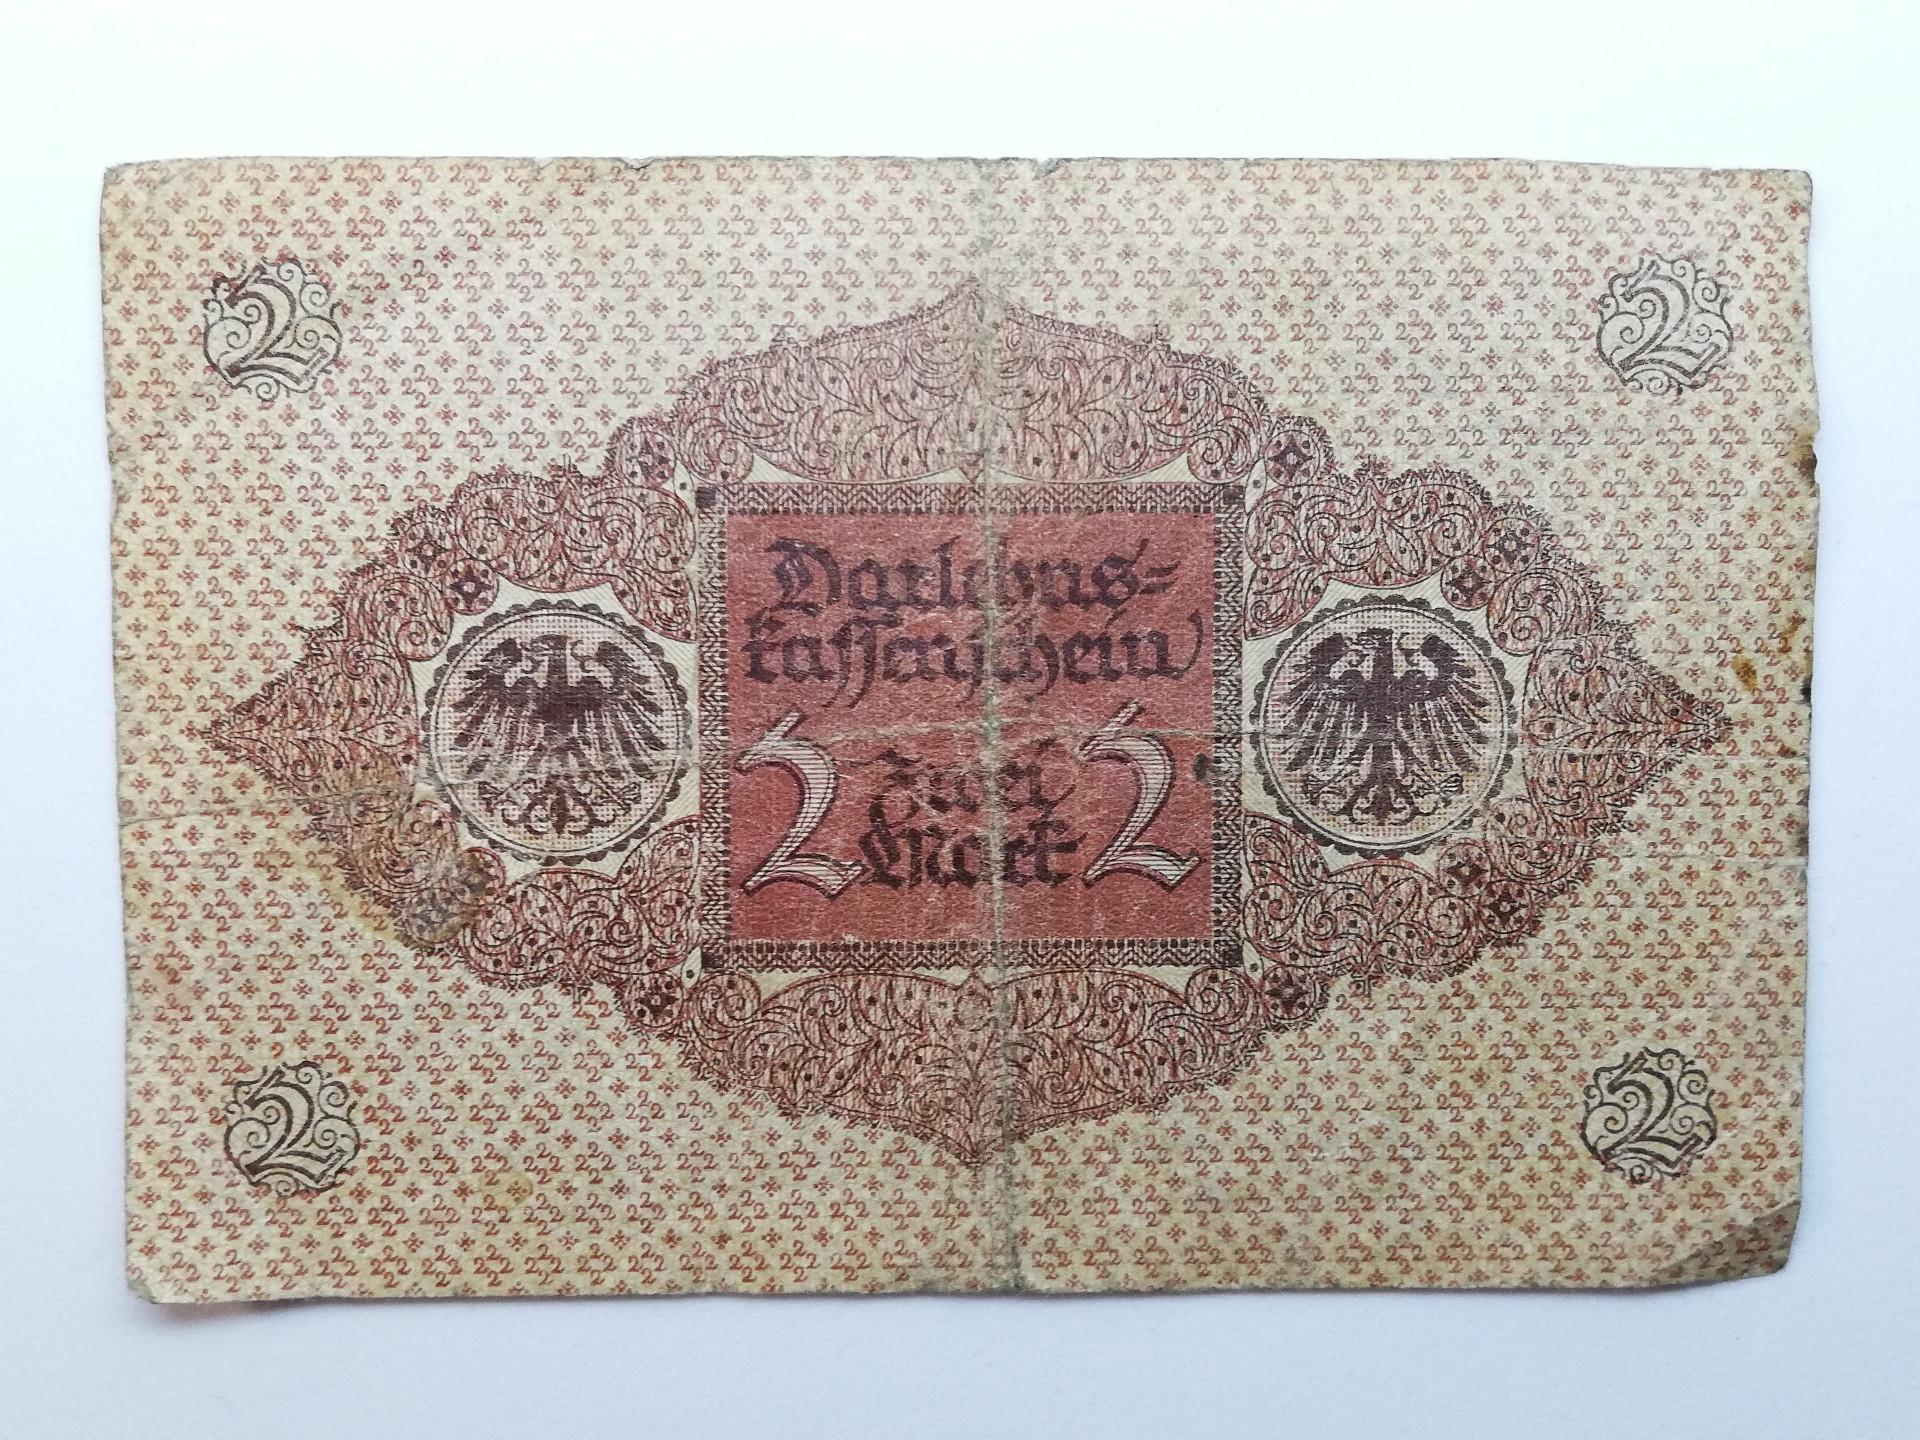 2 2
Darlehns-
kassenschein
2 Zwei 2
Mark
2 2